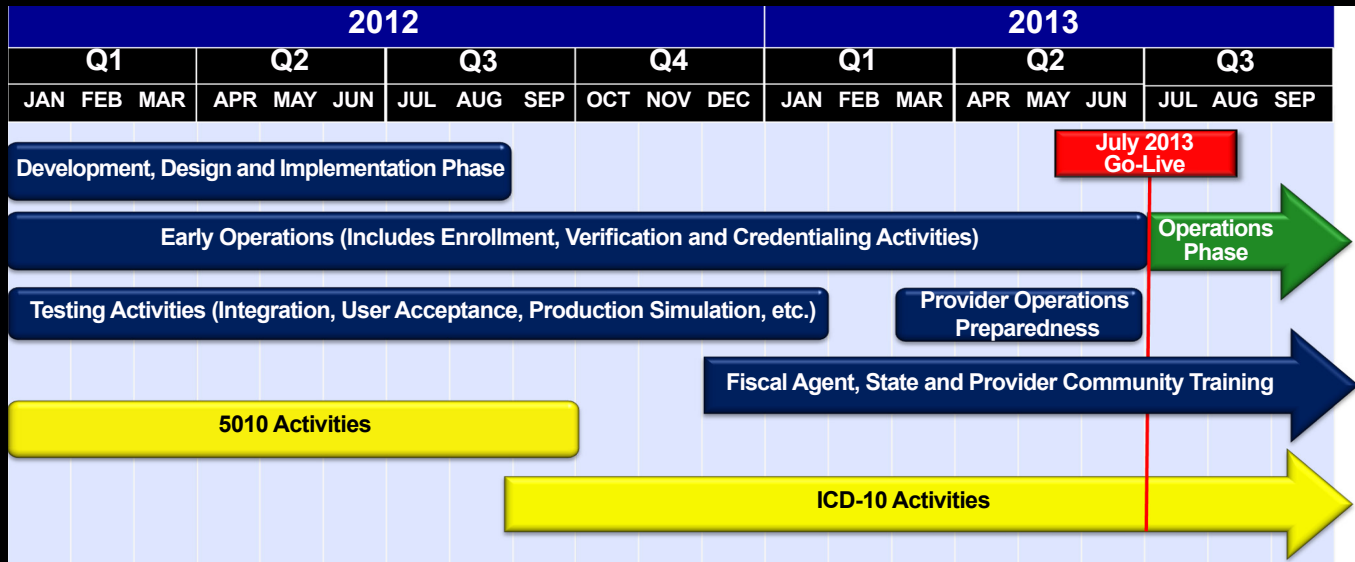 2012 2013
Q1 Q2 Q3 Q4 Q1 Q2 Q3
JAN FEB MAR APR MAY JUN JUL AUG SEP OCT NOV DEC JAN FEB MAR APR MAY JUN JUL AUG SEP
July 2013
Go-Live
Development, Design and Implementation Phase
Early Operations (Includes Enrollment, Verification and Credentialing Activities)
Operations
Phase
Testing Activities (Integration, User Acceptance, Production Simulation, etc.)
Provider Operations
Preparedness
Fiscal Agent, State and Provider Community Training
5010 Activities
ICD-10 Activities